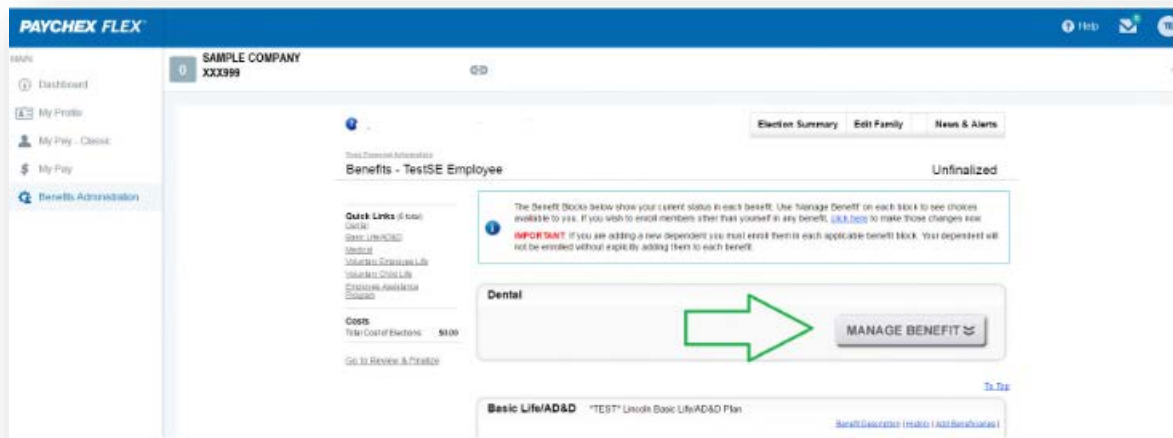 PAYCHEX FLEX
Help
MAIN
Dashboard
My Profile
My Pay - Classic
$ My Pay
Benefits Administration
0
SAMPLE COMPANY
XXX999
Election Summary Edit Family News & Alerts
Your Personal Information
Benefits - TestSE Employee
Unfinalized
Quick Links (6 total)
Dental
Basic Life/AD&D
Medical
Voluntary Employee Life
Voluntary Child Life
Employee Assistance
Program
Costs
Total Cost of Elections: $0.00
Go to Review & Finalize
The Benefit Blocks below show your current status in each benefit. Use 'Manage Benefit' on each block to see choices
available to you. If you wish to enroll members other than yourself in any benefit, click here to make those changes now.
IMPORTANT: If you are adding a new dependent you must enroll them in each applicable benefit block. Your dependent will
not be enrolled without explicitly adding them to each benefit.
Dental
MANAGE BENEFIT
To Top
Basic Life/AD&D *TEST* Lincoln Basic Life/AD&D Plan
Benefit Description | History | Add Beneficiaries |